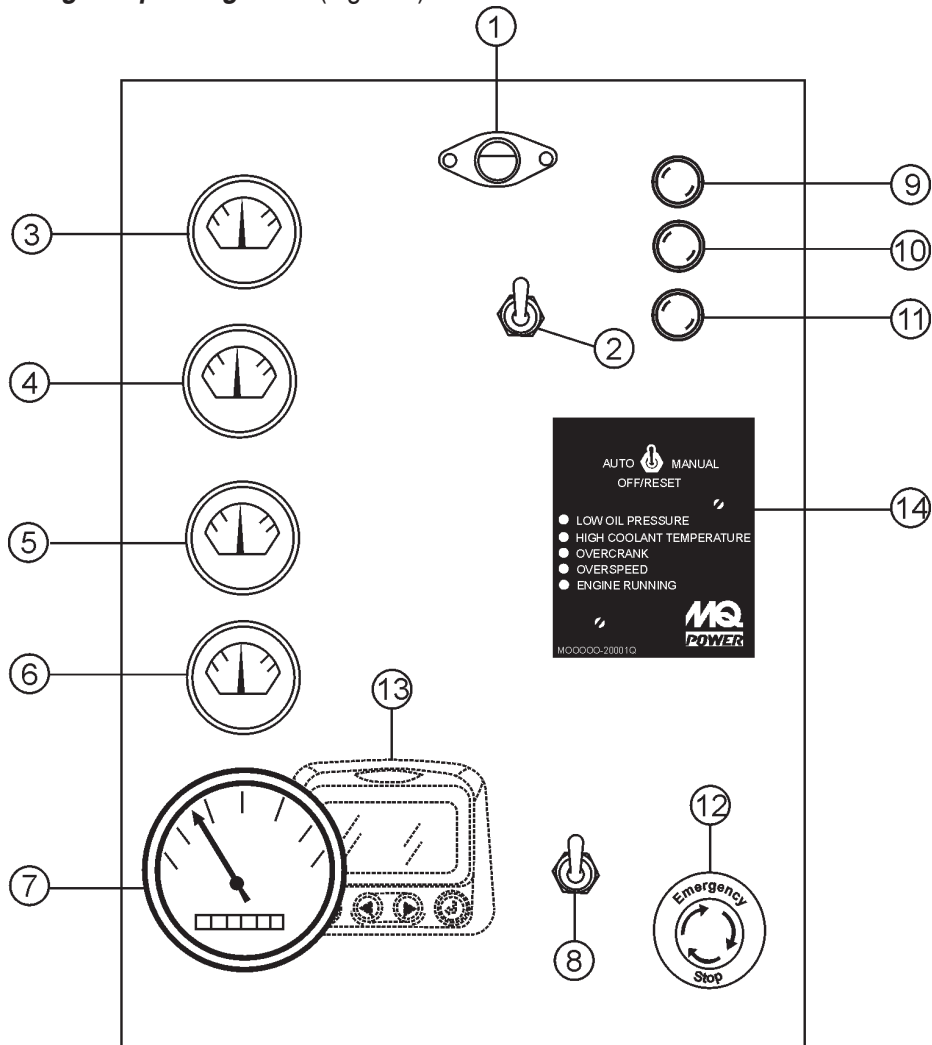 1
9
3
10
2
11
4
AUTO MANUAL
OFF/RESET
14
LOW OIL PRESSURE
HIGH COOLANT TEMPERATURE
OVERCRANK
OVERSPEED
ENGINE RUNNING
MQ
POWER
MOOOOO-20001Q
5
6
13
12
7
Emergency
Stop
8